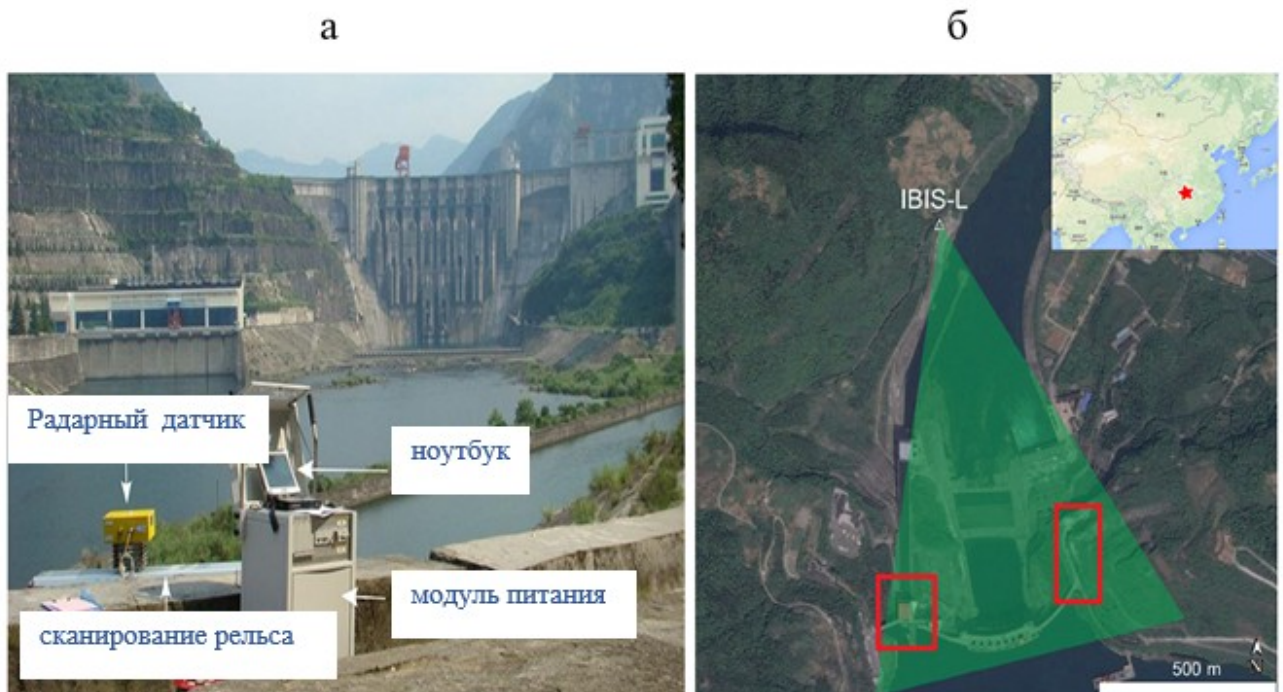 а
б
Радарный датчик
ноутбук
модуль питания
сканирование рельса
IBIS-L
500 m
N